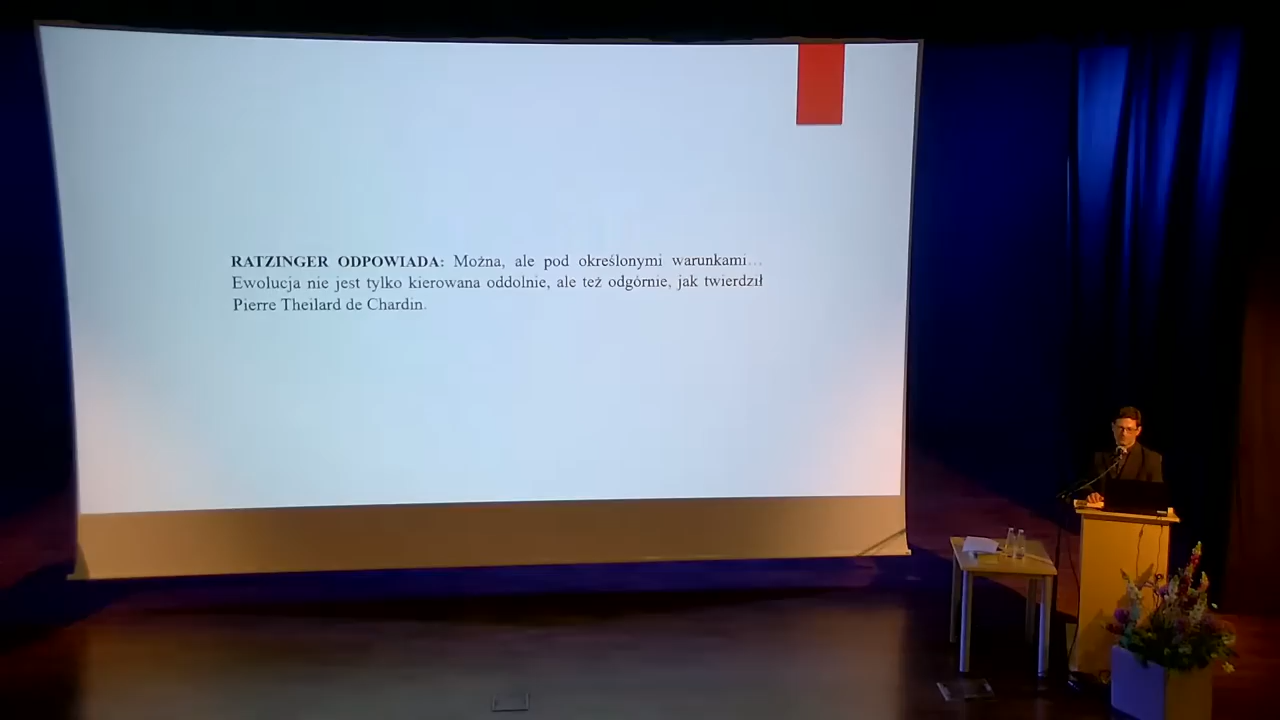 RATZINGER ODPOWIADA: Można, ale pod określonymi warunkami...
Ewolucja nie jest tylko kierowana oddolnie, ale też odgórnie, jak twierdził
Pierre Theilard de Chardin.